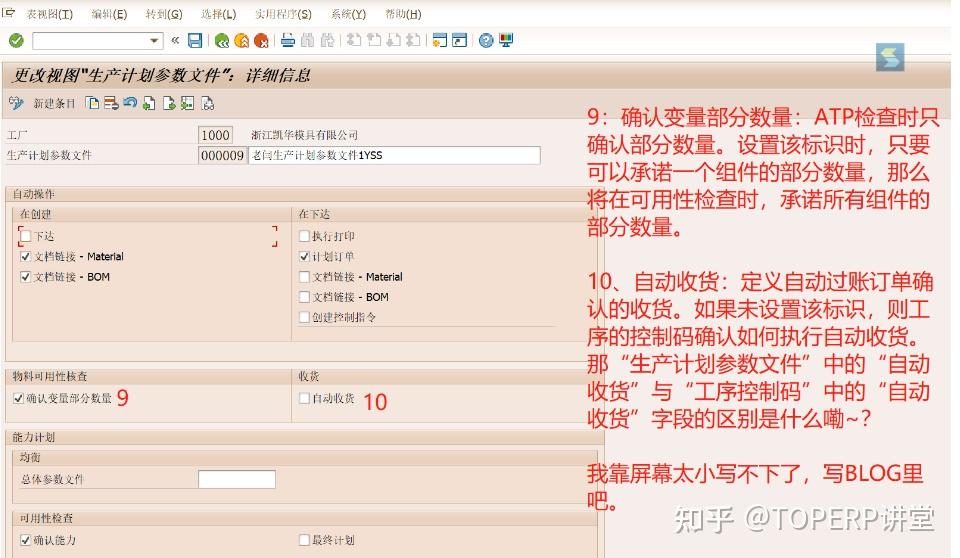 表视图(T) 编辑(E) 转到(G) 选择(L) 实用程序(S) 系统(Y) 帮助(H)
更改视图“生产计划参数文件”：详细信息
新建条目
工厂 1000 浙江凯华模具有限公司
生产计划参数文件 000009 老闫生产计划参数文件1YSS
自动操作
在创建
下达
文档链接 - Material
文档链接 - BOM
在下达
执行打印
计划订单
文档链接 - Material
文档链接 - BOM
创建控制指令
物料可用性核查
确认变量部分数量 9
收货
自动收货 10
能力计划
均衡
总体参数文件
可用性检查
确认能力
最终计划
9：确认变量部分数量：ATP检查时只
确认部分数量。设置该标识时，只要
可以承诺一个组件的部分数量，那么
将在可用性检查时，承诺所有组件的
部分数量。
10、自动收货：定义自动过账订单确
认的收货。如果未设置该标识，则工
序的控制码确认如何执行自动收货。
那“生产计划参数文件”中的“自动
收货”与“工序控制码”中的“自动
收货”字段的区别是什么嘞~？
我靠屏幕太小写不下了，写BLOG里
吧。
知乎 @TOPERP讲堂